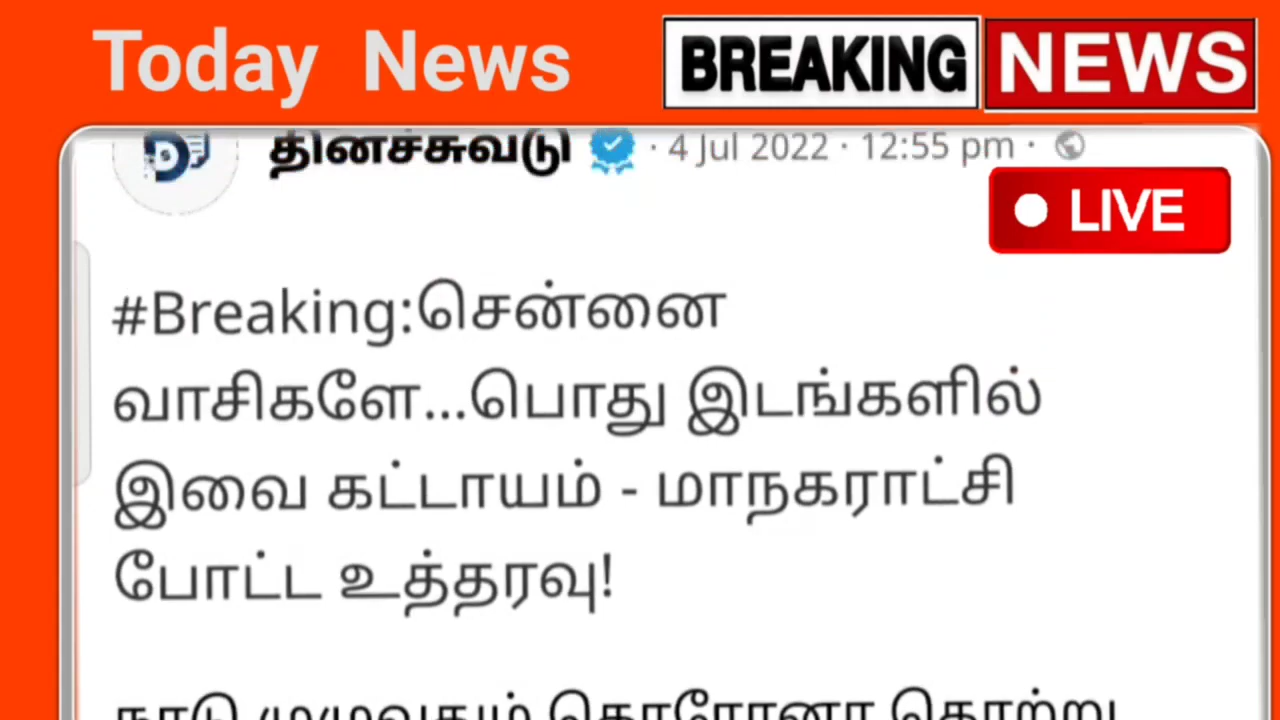 Today News
BREAKING NEWS
தினச்சுவடு · 4 Jul 2022 · 12:55 pm ·
LIVE
#Breaking:சென்னை
வாசிகளே...பொது இடங்களில்
இவை கட்டாயம் - மாநகராட்சி
போட்ட உத்தரவு!
நாடு முழுவதும் கொரோனா தொற்று